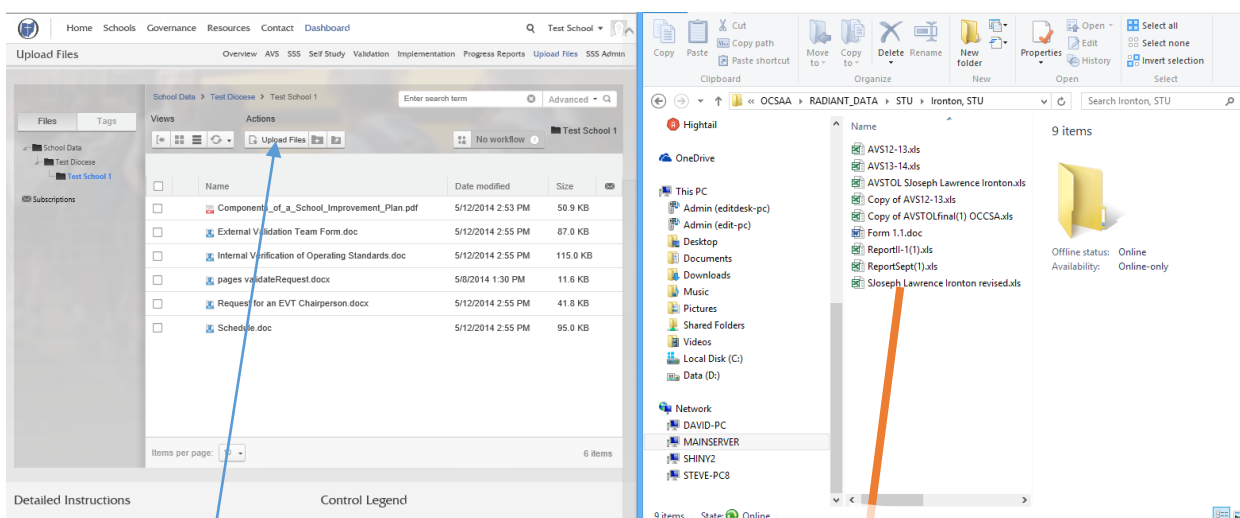 Home Schools Governance Resources Contact Dashboard Test School
Upload Files
Overview AVS SSS Self Study Validation Implementation Progress Reports Upload Files SSS Admin
Files Tags
School Data
Test Diocese
Test School 1
Subscriptions
School Data > Test Diocese > Test School 1
Enter search term Advanced
Views Actions
Upload Files
No workflow
Test School 1
Name Date modified Size
Components_of_a_School_Improvement_Plan.pdf 5/12/2014 2:53 PM 50.9 KB
External Validation Team Form.doc 5/12/2014 2:55 PM 87.0 KB
Internal Verification of Operating Standards.doc 5/12/2014 2:55 PM 115.0 KB
pages validateRequest.docx 5/8/2014 1:30 PM 11.6 KB
Request for an EVT Chairperson.docx 5/12/2014 2:55 PM 41.8 KB
Schedule.doc 5/12/2014 2:55 PM 95.0 KB
Items per page: 6 items
Detailed Instructions Control Legend
Copy Paste Cut
Copy path
Paste shortcut
Clipboard
Move to Copy to Delete Rename
Organize
New folder
New
Properties Open
Edit
History
Open
Select all
Select none
Invert selection
Select
« OCSAA RADIANT_DATA STU Ironton, STU
Search Ironton, STU
Hightail
OneDrive
This PC
Admin (editdesk-pc)
Admin (edit-pc)
Desktop
Documents
Downloads
Music
Pictures
Shared Folders
Videos
Local Disk (C:)
Data (D:)
Network
DAVID-PC
MAINSERVER
SHINY2
STEVE-PC8
Name
AVS12-13.xls
AVS13-14.xls
AVSTOL SJoseph Lawrence Ironton.xls
Copy of AVS12-13.xls
Copy of AVSTOLfinal(1) OCCSA.xls
Form 1.1.doc
ReportII-1(1).xls
ReportSept(1).xls
SJoseph Lawrence Ironton revised.xls
9 items
Offline status: Online
Availability: Online-only
9 items State: Online